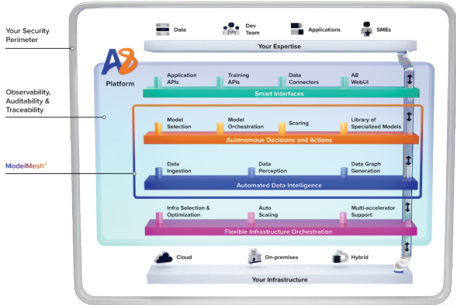 Your Security
Perimeter
Observability,
Auditability &
Traceability
ModelMesh™
Data
Dev
Team
Applications
SMEs
Your Expertise
A8
Platform
Application
APIs
Training
APIs
Data
Connectors
A8
WebUI
Smart Interfaces
Model
Selection
Model
Orchestration
Scoring
Library of
Specialized Models
Autonomous Decisions and Actions
Data
Ingestion
Data
Perception
Data Graph
Generation
Automated Data Intelligence
Infra Selection &
Optimization
Auto
Scaling
Multi-accelerator
Support
Flexible Infrastructure Orchestration
Cloud
On-premises
Hybrid
Your Infrastructure